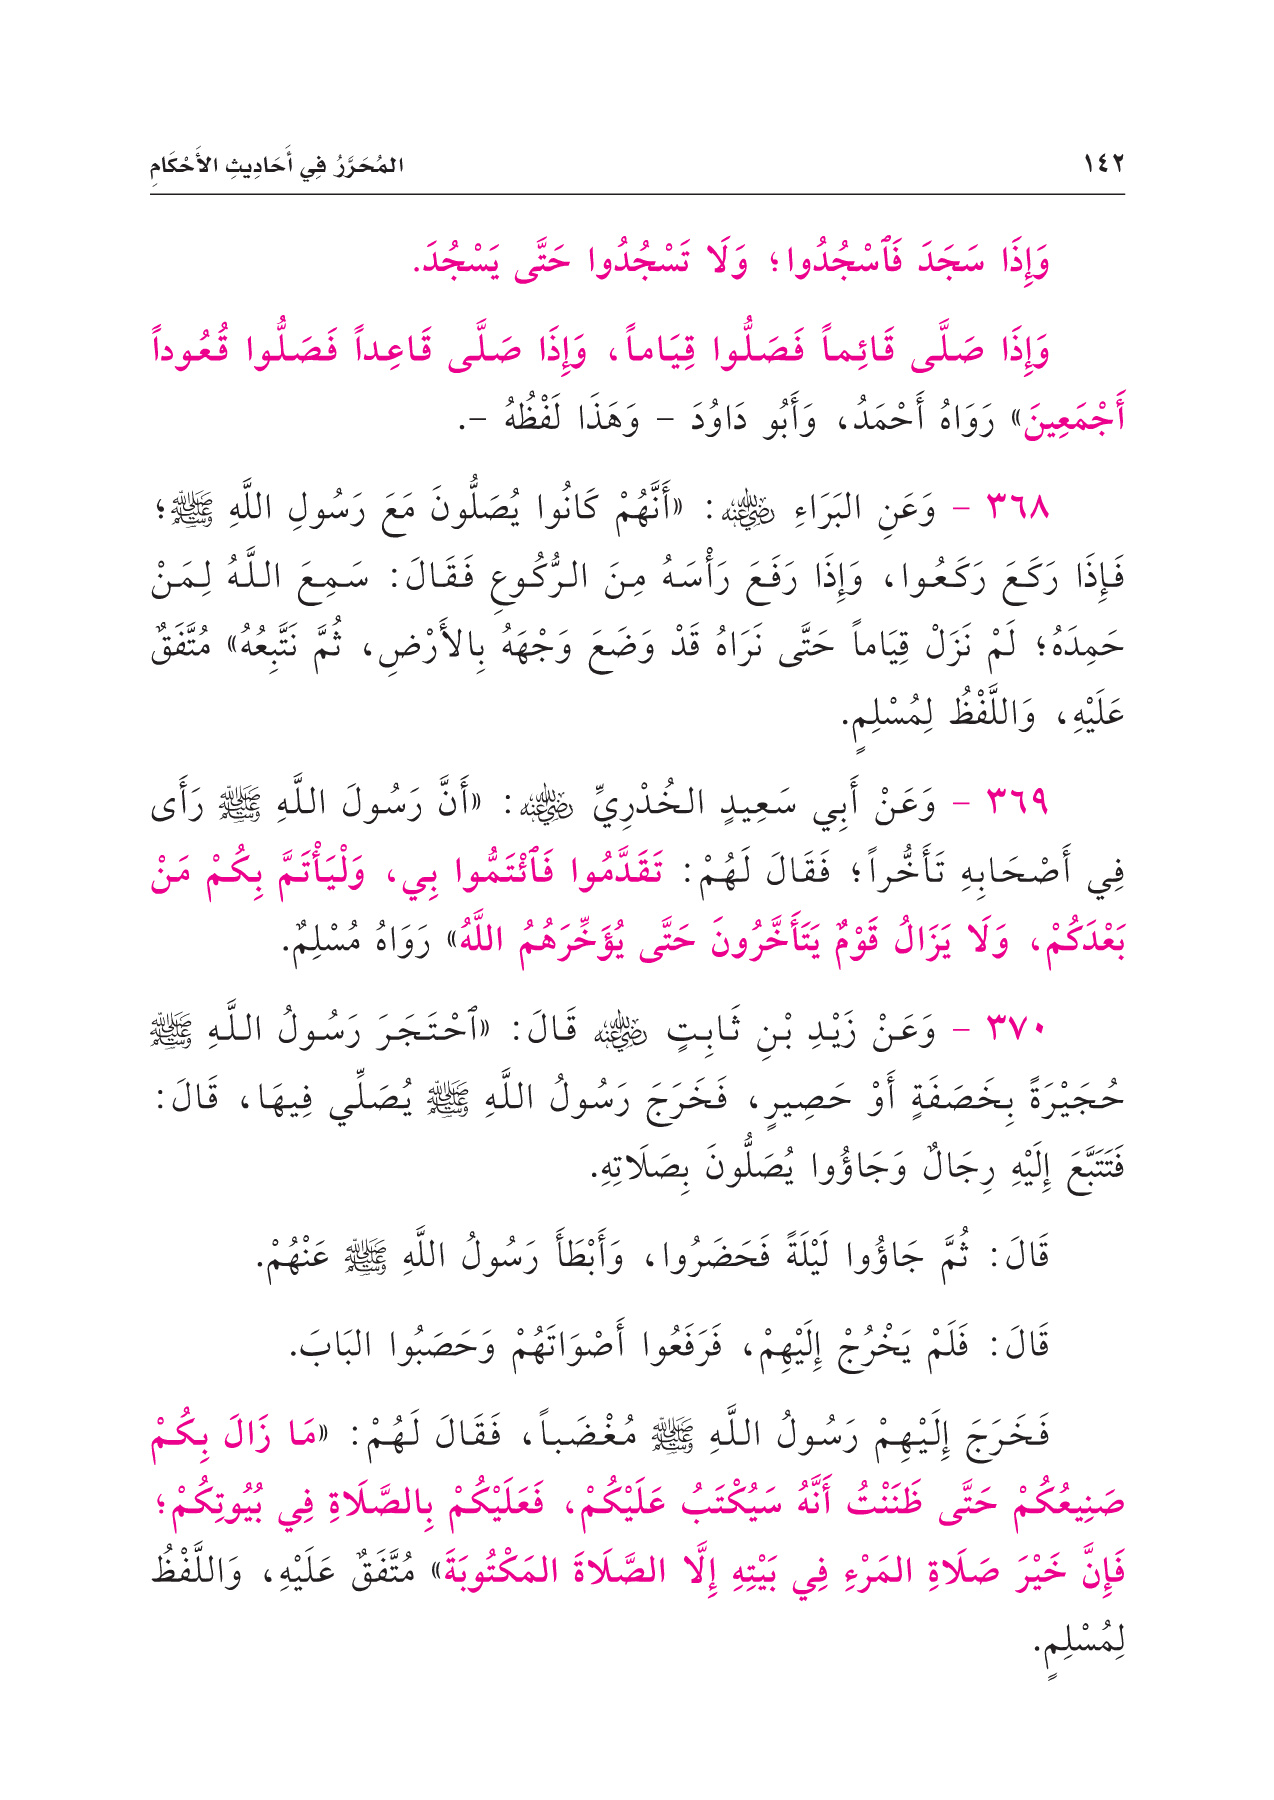 ١٤٢
المُحَرَّرُ فِي أَحَادِيثِ الأَحْكَامِ
وَإِذَا سَجَدَ فَٱسْجُدُوا؛ وَلَا تَسْجُدُوا حَتَّى يَسْجُدَ.
وَإِذَا صَلَّى قَائِماً فَصَلُّوا قِيَاماً، وَإِذَا صَلَّى قَاعِداً فَصَلُّوا قُعُوداً
أَجْمَعِينَ» رَوَاهُ أَحْمَدُ، وَأَبُو دَاوُدَ - وَهَذَا لَفْظُهُ -.
٣٦٨ - وَعَنِ البَرَاءِ رضي الله عنه: «أَنَّهُمْ كَانُوا يُصَلُّونَ مَعَ رَسُولِ اللَّهِ ﷺ؛
فَإِذَا رَكَعَ رَكَعُوا، وَإِذَا رَفَعَ رَأْسَهُ مِنَ الرُّكُوعِ فَقَالَ: سَمِعَ اللَّهُ لِمَنْ
حَمِدَهُ؛ لَمْ نَزَلْ قِيَاماً حَتَّى نَرَاهُ قَدْ وَضَعَ وَجْهَهُ بِالأَرْضِ، ثُمَّ نَتَّبِعُهُ» مُتَّفَقٌ
عَلَيْهِ، وَاللَّفْظُ لِمُسْلِمٍ.
٣٦٩ - وَعَنْ أَبِي سَعِيدٍ الخُدْرِيِّ رضي الله عنه: «أَنَّ رَسُولَ اللَّهِ ﷺ رَأَى
فِي أَصْحَابِهِ تَأَخُّراً؛ فَقَالَ لَهُمْ: تَقَدَّمُوا فَٱئْتَمُّوا بِي، وَلْيَأْتَمَّ بِكُمْ مَنْ
بَعْدَكُمْ، وَلَا يَزَالُ قَوْمٌ يَتَأَخَّرُونَ حَتَّى يُؤَخِّرَهُمُ اللَّهُ» رَوَاهُ مُسْلِمٌ.
٣٧٠ - وَعَنْ زَيْدِ بْنِ ثَابِتٍ رضي الله عنه قَالَ: «ٱحْتَجَرَ رَسُولُ اللَّهِ ﷺ
حُجَيْرَةً بِخَصَفَةٍ أَوْ حَصِيرٍ، فَخَرَجَ رَسُولُ اللَّهِ ﷺ يُصَلِّي فِيهَا، قَالَ:
فَتَتَبَّعَ إِلَيْهِ رِجَالٌ وَجَاؤُوا يُصَلُّونَ بِصَلَاتِهِ.
قَالَ: ثُمَّ جَاؤُوا لَيْلَةً فَحَضَرُوا، وَأَبْطَأَ رَسُولُ اللَّهِ ﷺ عَنْهُمْ.
قَالَ: فَلَمْ يَخْرُجْ إِلَيْهِمْ، فَرَفَعُوا أَصْوَاتَهُمْ وَحَصَبُوا البَابَ.
فَخَرَجَ إِلَيْهِمْ رَسُولُ اللَّهِ ﷺ مُغْضَباً، فَقَالَ لَهُمْ: «مَا زَالَ بِكُمْ
صَنِيعُكُمْ حَتَّى ظَنَنْتُ أَنَّهُ سَيُكْتَبُ عَلَيْكُمْ، فَعَلَيْكُمْ بِالصَّلَاةِ فِي بُيُوتِكُمْ؛
فَإِنَّ خَيْرَ صَلَاةِ المَرْءِ فِي بَيْتِهِ إِلَّا الصَّلَاةَ المَكْتُوبَةَ» مُتَّفَقٌ عَلَيْهِ، وَاللَّفْظُ
لِمُسْلِمٍ.